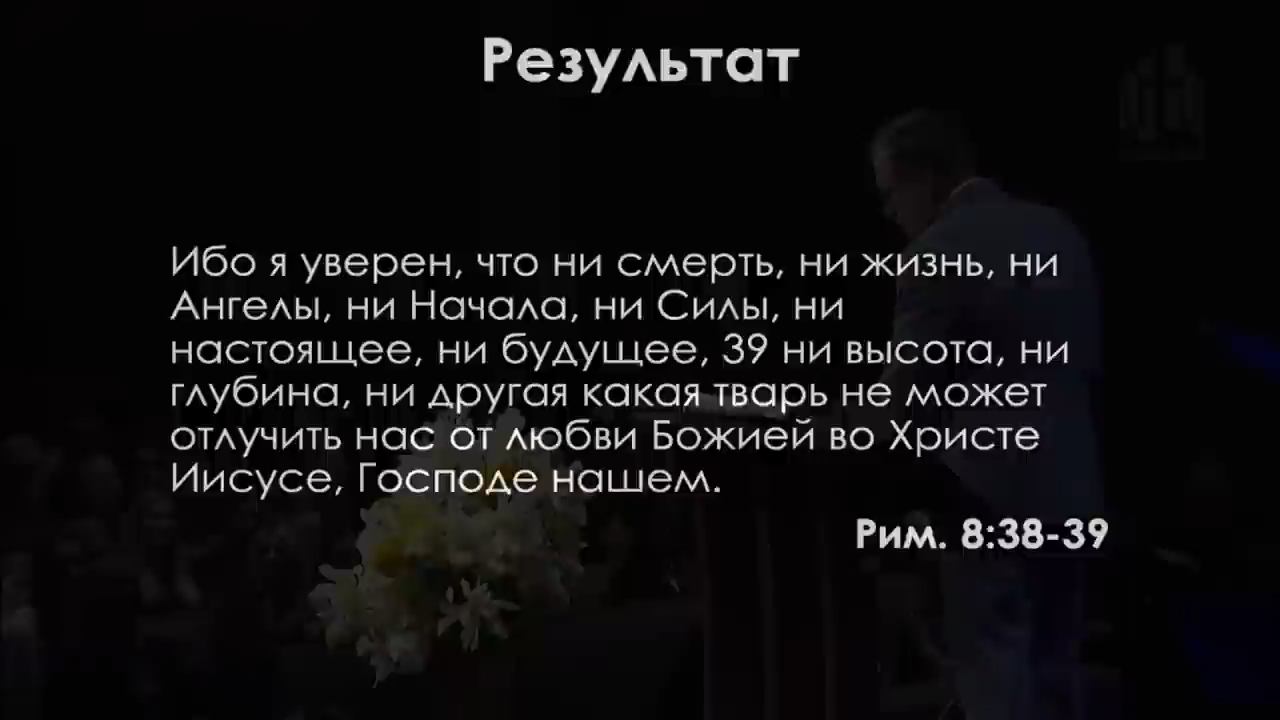 Результат
Ибо я уверен, что ни смерть, ни жизнь, ни
Ангелы, ни Начала, ни Силы, ни
настоящее, ни будущее, 39 ни высота, ни
глубина, ни другая какая тварь не может
отлучить нас от любви Божией во Христе
Иисусе, Господе нашем.
Рим. 8:38-39